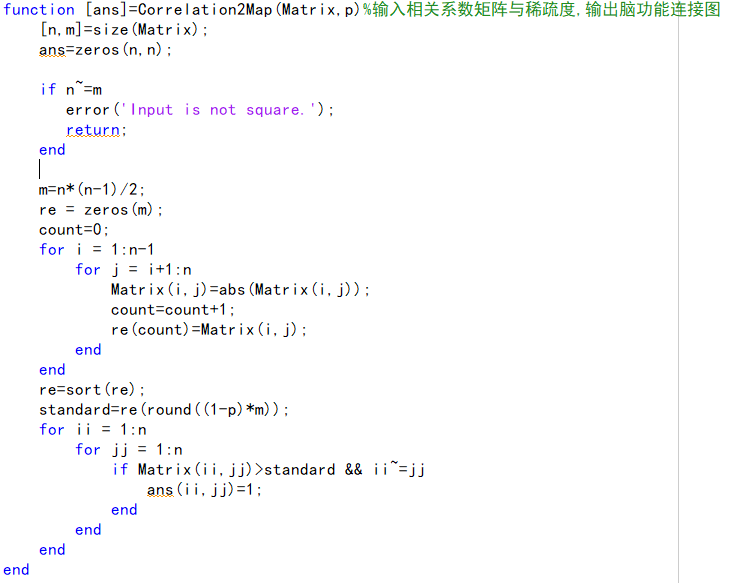 function [ans]=Correlation2Map(Matrix,p)%输入相关系数矩阵与稀疏度,输出脑功能连接图
[n,m]=size(Matrix);
ans=zeros(n,n);
if n~=m
error('Input is not square.');
return;
end
m=n*(n-1)/2;
re = zeros(m);
count=0;
for i = 1:n-1
for j = i+1:n
Matrix(i,j)=abs(Matrix(i,j));
count=count+1;
re(count)=Matrix(i,j);
end
end
re=sort(re);
standard=re(round((1-p)*m));
for ii = 1:n
for jj = 1:n
if Matrix(ii,jj)>standard && ii~=jj
ans(ii,jj)=1;
end
end
end
end